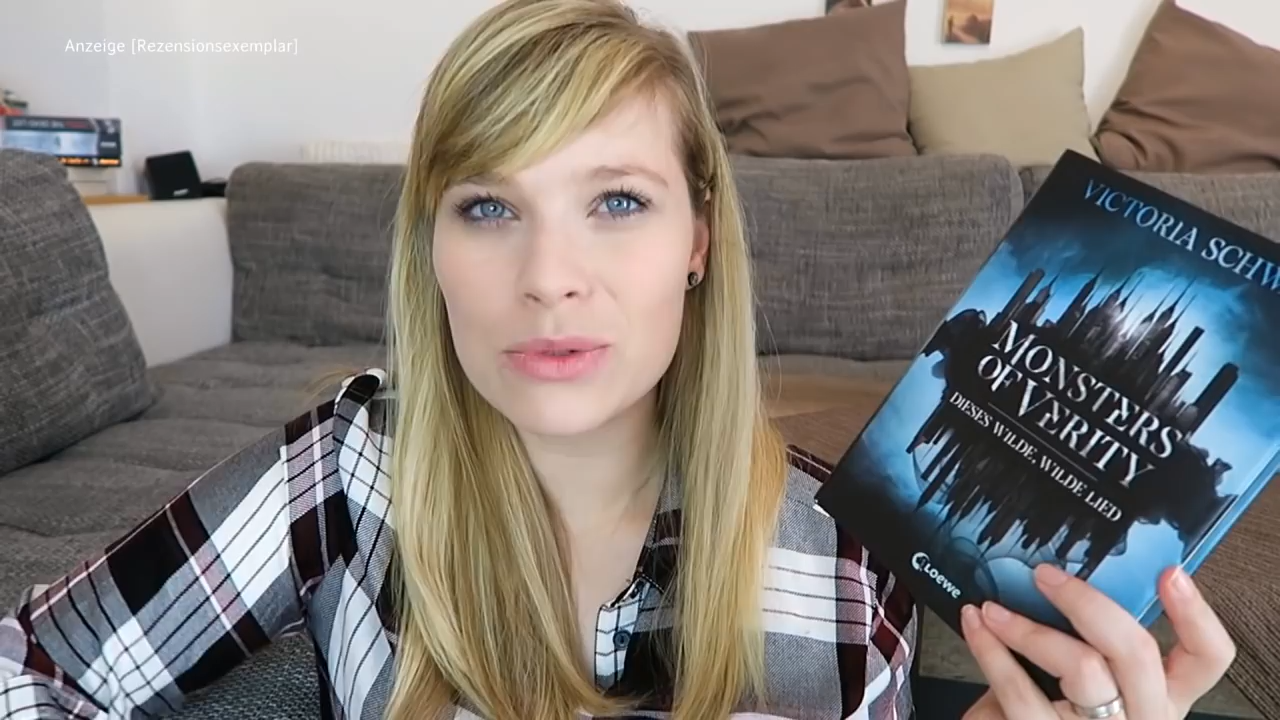 Anzeige [Rezensionsexemplar]
VICTORIA SCHW
MONSTERS
OF VERITY
DIESES WILDE, WILDE LIED
Loewe